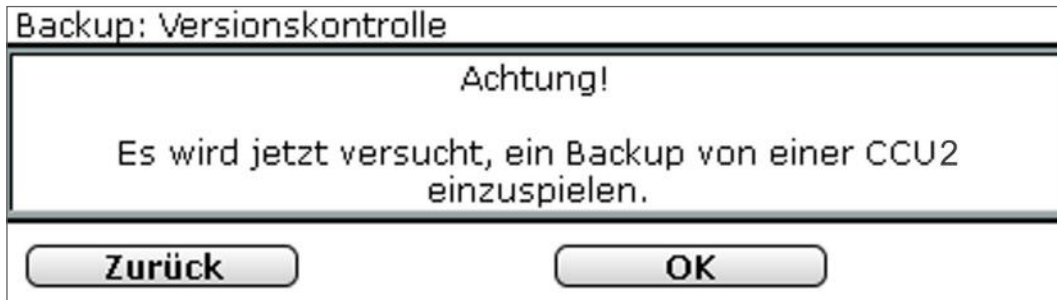 Backup: Versionskontrolle
Achtung!
Es wird jetzt versucht, ein Backup von einer CCU2
einzuspielen.
Zurück
OK